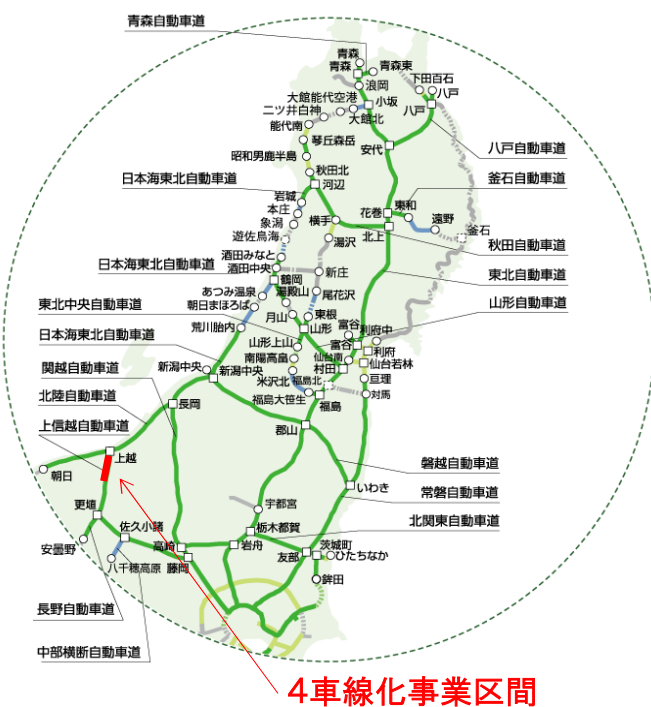 青森自動車道
青森
青森
青森東
浪岡
下田百石
八戸
八戸
大館能代空港
小坂
二ツ井白神
大館北
能代南
琴丘森岳
安代
八戸自動車道
昭和男鹿半島
秋田北
日本海東北自動車道
河辺
釜石自動車道
岩城
本庄
花巻
東和
遠野
象潟
横手
釜石
遊佐鳥海
湯沢
北上
秋田自動車道
酒田みなと
日本海東北自動車道
酒田中央
鶴岡
新庄
東北自動車道
あつみ温泉
湯殿山
尾花沢
東北中央自動車道
朝日まほろば
月山
東根
山形自動車道
荒川胎内
山形
富谷
利府中
日本海東北自動車道
山形上山
富谷
利府
南陽高畠
仙台南
仙台若林
関越自動車道
新潟中央
新潟中央
村田
米沢北
福島北
亘理
北陸自動車道
福島大笹生
福島
対馬
長岡
上信越自動車道
郡山
上越
磐越自動車道
朝日
いわき
常磐自動車道
更埴
宇都宮
佐久小諸
栃木都賀
北関東自動車道
安曇野
高崎
岩舟
茨城町
八千穂高原
藤岡
友部
ひたちなか
鉾田
長野自動車道
中部横断自動車道
4車線化事業区間